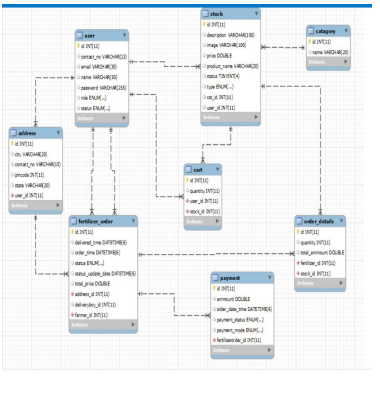 user
id INT(11)
contact_no VARCHAR(13)
email VARCHAR(30)
name VARCHAR(50)
password VARCHAR(255)
role ENUM(...)
status ENUM(...)
Indexes
stock
id INT(11)
description VARCHAR(100)
image VARCHAR(100)
price DOUBLE
product_name VARCHAR(20)
status TINYINT(4)
type ENUM(...)
cat_id INT(11)
user_id INT(11)
Indexes
catagory
id INT(11)
name VARCHAR(20)
Indexes
address
id INT(11)
city VARCHAR(20)
contact_no VARCHAR(15)
pincode INT(11)
state VARCHAR(20)
user_id INT(11)
Indexes
cart
id INT(11)
quantity INT(11)
user_id INT(11)
stock_id INT(11)
Indexes
fertilizer_order
id INT(11)
delivered_time DATETIME(6)
order_time DATETIME(6)
status ENUM(...)
status_update_date DATETIME(6)
total_price DOUBLE
address_id INT(11)
deliveryboy_id INT(11)
farmer_id INT(11)
Indexes
order_details
id INT(11)
quantity INT(11)
total_ammount DOUBLE
fertilizer_id INT(11)
stock_id INT(11)
Indexes
payment
id INT(11)
ammount DOUBLE
order_date_time DATETIME(6)
payment_status ENUM(...)
payment_mode ENUM(...)
fertilizeorder_id INT(11)
Indexes